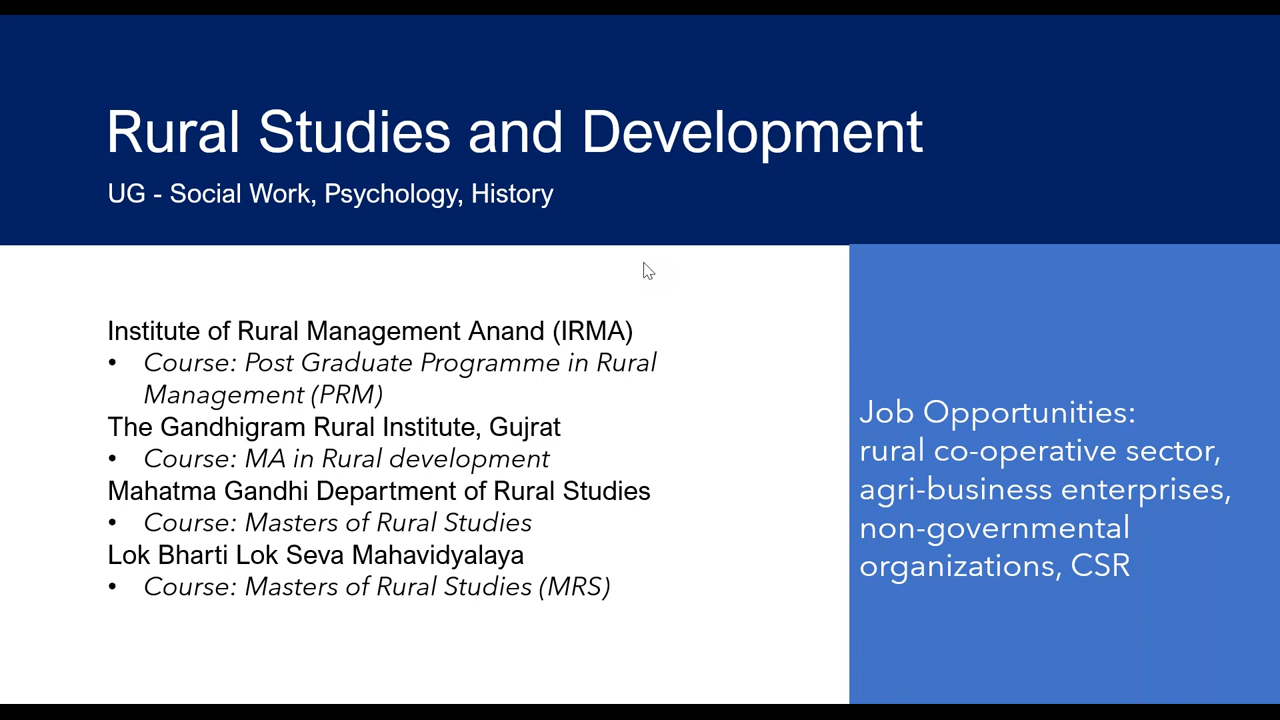 Rural Studies and Development
UG - Social Work, Psychology, History
Institute of Rural Management Anand (IRMA)
• Course: Post Graduate Programme in Rural
Management (PRM)
The Gandhigram Rural Institute, Gujrat
• Course: MA in Rural development
Mahatma Gandhi Department of Rural Studies
• Course: Masters of Rural Studies
Lok Bharti Lok Seva Mahavidyalaya
• Course: Masters of Rural Studies (MRS)
Job Opportunities:
rural co-operative sector,
agri-business enterprises,
non-governmental
organizations, CSR